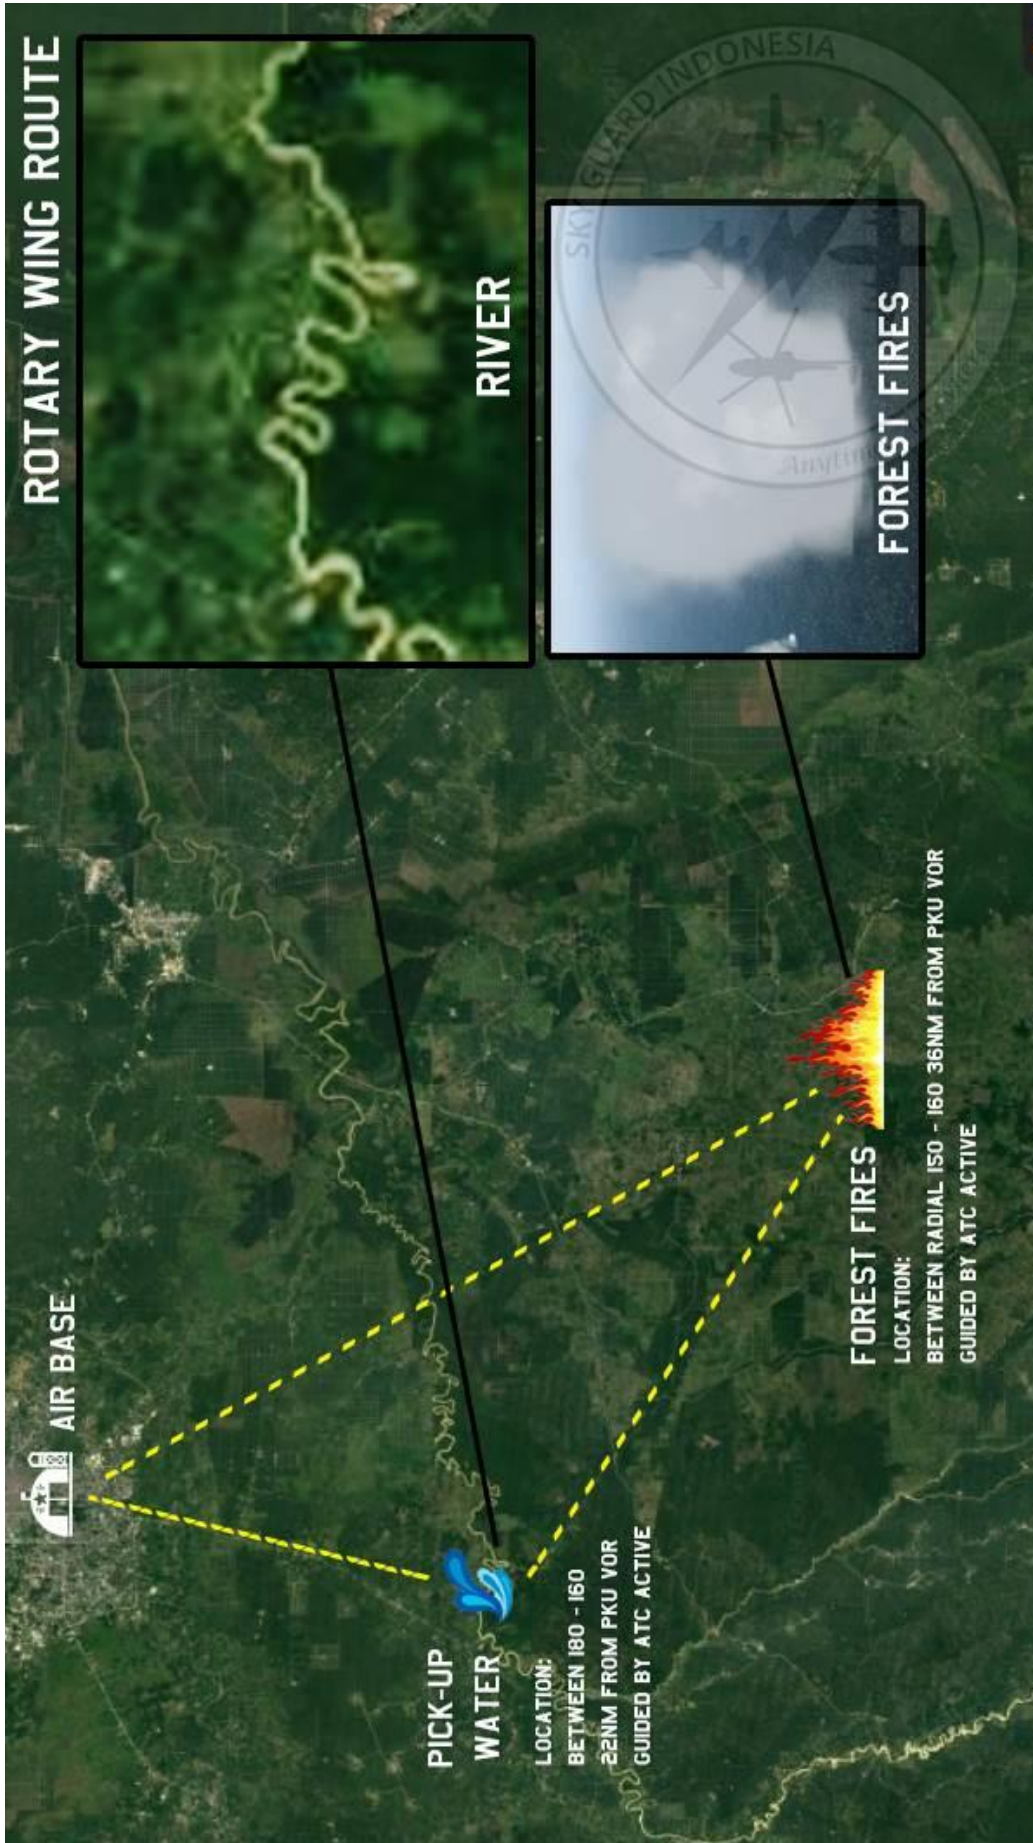 ROTARY WING ROUTE
RIVER
FOREST FIRES
SKY GUARD INDONESIA
AIR BASE
PICK-UP
WATER
LOCATION:
BETWEEN 180 - 160
22NM FROM PKU VOR
GUIDED BY ATC ACTIVE
FOREST FIRES
LOCATION:
BETWEEN RADIAL 150 - 160 36NM FROM PKU VOR
GUIDED BY ATC ACTIVE